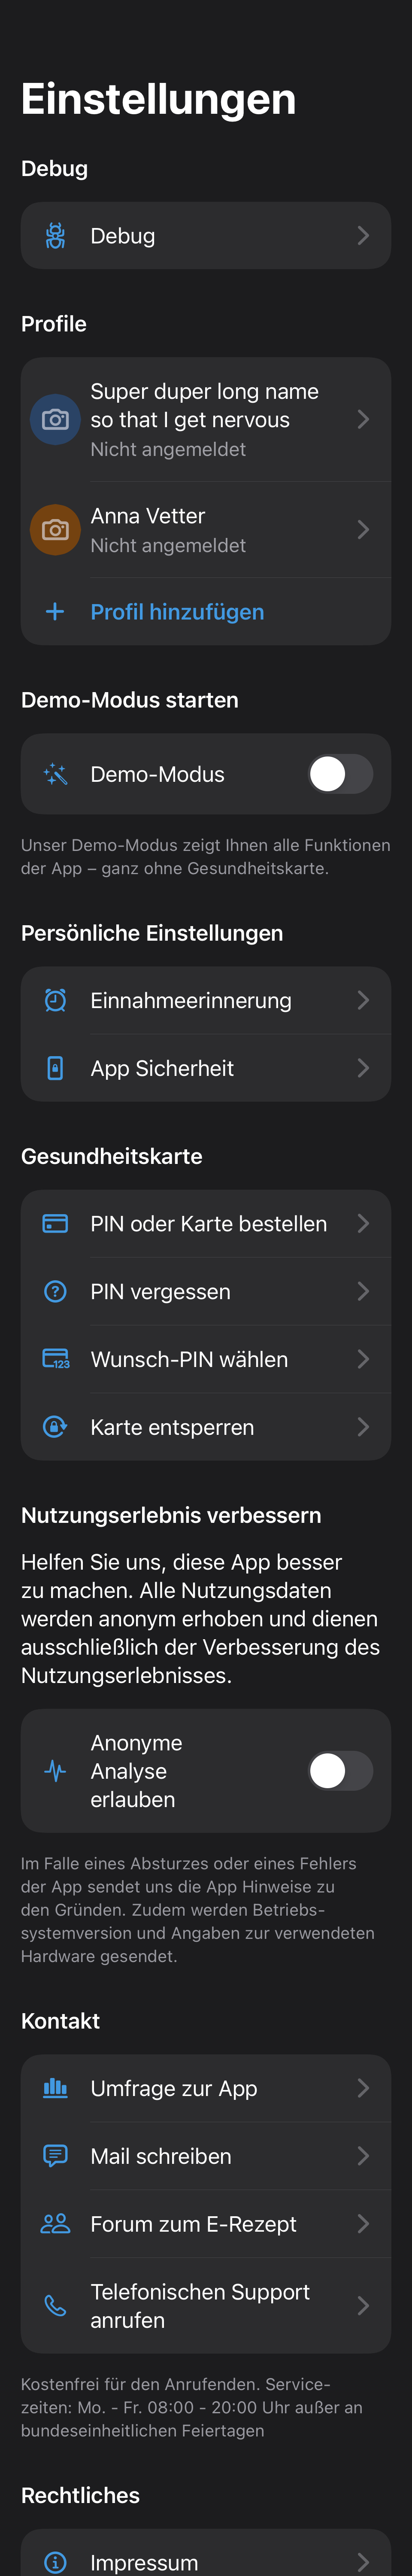 Einstellungen
Debug
Debug
Profile
Super duper long name
so that I get nervous
Nicht angemeldet
Anna Vetter
Nicht angemeldet
Profil hinzufügen
Demo-Modus starten
Demo-Modus
Unser Demo-Modus zeigt Ihnen alle Funktionen
der App – ganz ohne Gesundheitskarte.
Persönliche Einstellungen
Einnahmeerinnerung
App Sicherheit
Gesundheitskarte
PIN oder Karte bestellen
PIN vergessen
123
Wunsch-PIN wählen
Karte entsperren
Nutzungserlebnis verbessern
Helfen Sie uns, diese App besser
zu machen. Alle Nutzungsdaten
werden anonym erhoben und dienen
ausschließlich der Verbesserung des
Nutzungserlebnisses.
Anonyme
Analyse
erlauben
Im Falle eines Absturzes oder eines Fehlers
der App sendet uns die App Hinweise zu
den Gründen. Zudem werden Betriebs-
systemversion und Angaben zur verwendeten
Hardware gesendet.
Kontakt
Umfrage zur App
Mail schreiben
Forum zum E-Rezept
Telefonischen Support
anrufen
Kostenfrei für den Anrufenden. Service-
zeiten: Mo. - Fr. 08:00 - 20:00 Uhr außer an
bundeseinheitlichen Feiertagen
Rechtliches
Impressum